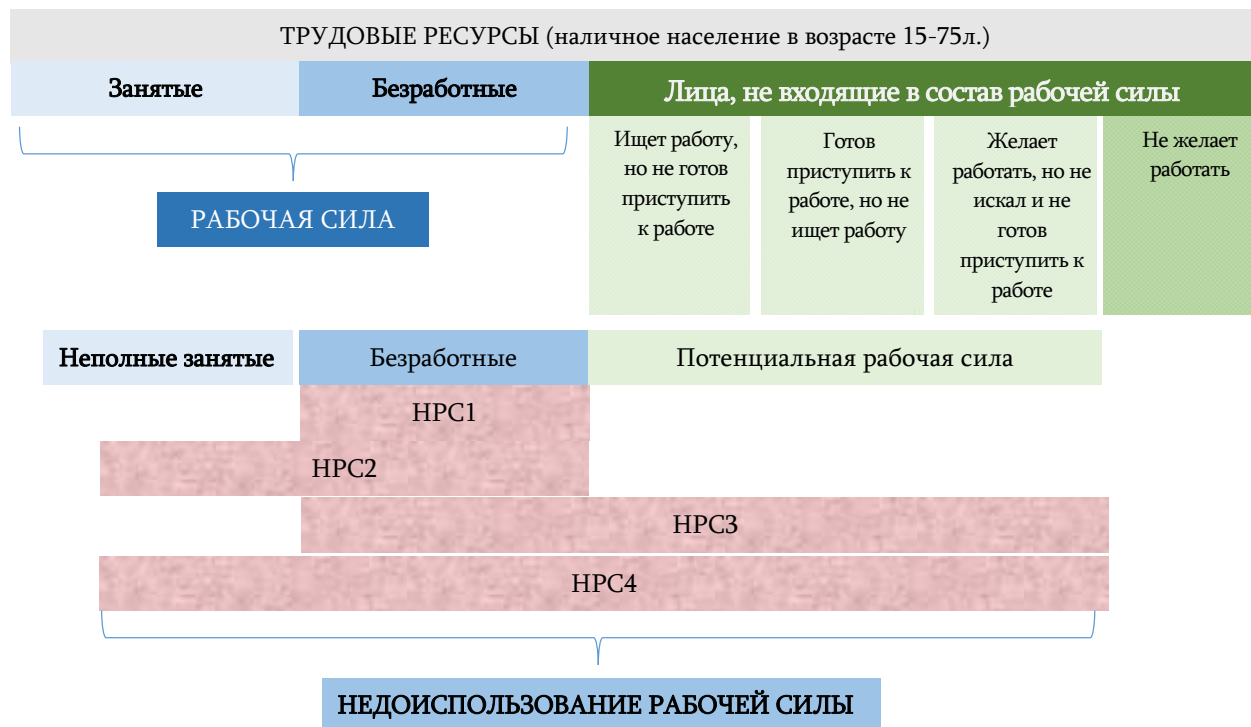 ТРУДОВЫЕ РЕСУРСЫ (наличное население в возрасте 15-75л.)
Занятые
Безработные
Лица, не входящие в состав рабочей силы
РАБОЧАЯ СИЛА
Ищет работу,
но не готов
приступить
к работе
Готов
приступить к
работе, но не
ищет работу
Желает
работать, но не
искал и не
готов
приступить к
работе
Не желает
работать
Неполные занятые
Безработные
Потенциальная рабочая сила
НРС1
НРС2
НРС3
НРС4
НЕДОИСПОЛЬЗОВАНИЕ РАБОЧЕЙ СИЛЫ